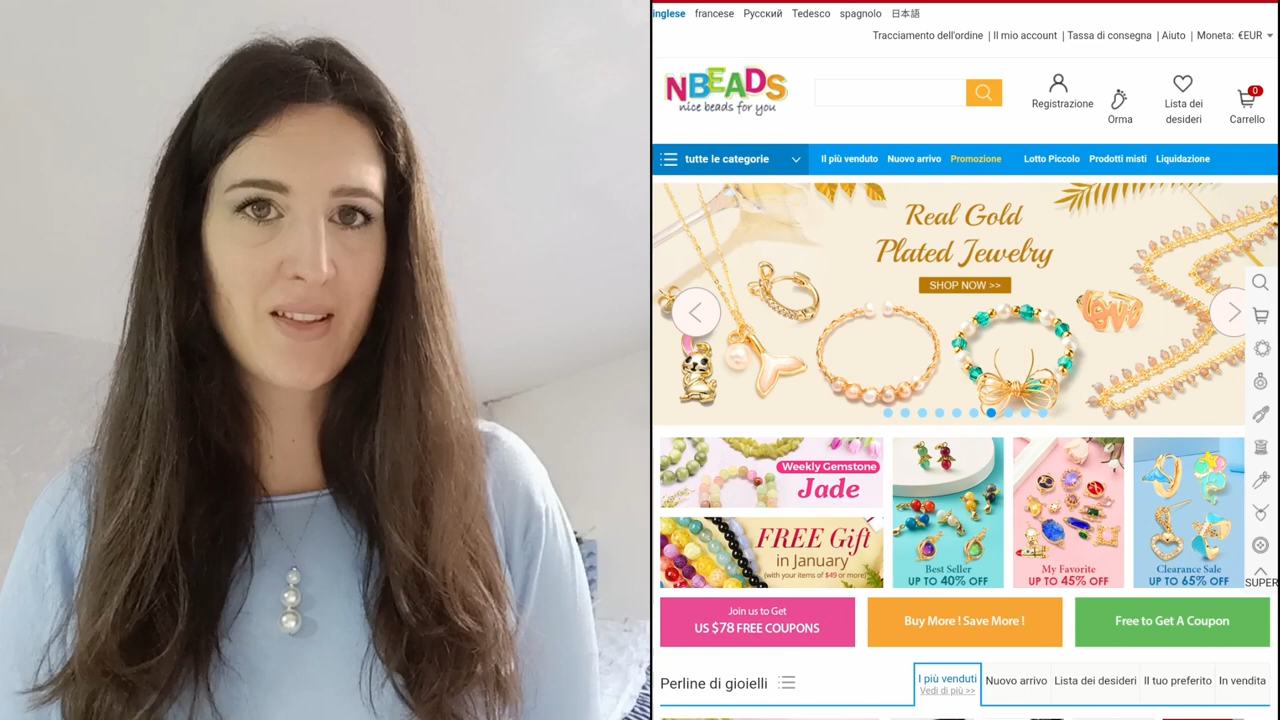 inglese francese Русский Tedesco spagnolo 日本語
Tracciamento dell'ordine | Il mio account | Tassa di consegna | Aiuto | Moneta: €EUR
NBEADS
nice beads for you
Registrazione
Orma
Lista dei
desideri
0
Carrello
tutte le categorie
Il più venduto Nuovo arrivo Promozione Lotto Piccolo Prodotti misti Liquidazione
Real Gold
Plated Jewelry
SHOP NOW >>
Weekly Gemstone
Jade
FREE Gift
in January
(with your items of $49 or more)
Best Seller
UP TO 40% OFF
My Favorite
UP TO 45% OFF
Clearance Sale
UP TO 65% OFF
SUPER
Join us to Get
US $78 FREE COUPONS
Buy More ! Save More !
Free to Get A Coupon
Perline di gioielli
I più venduti
Vedi di più >>
Nuovo arrivo
Lista dei desideri
Il tuo preferito
In vendita